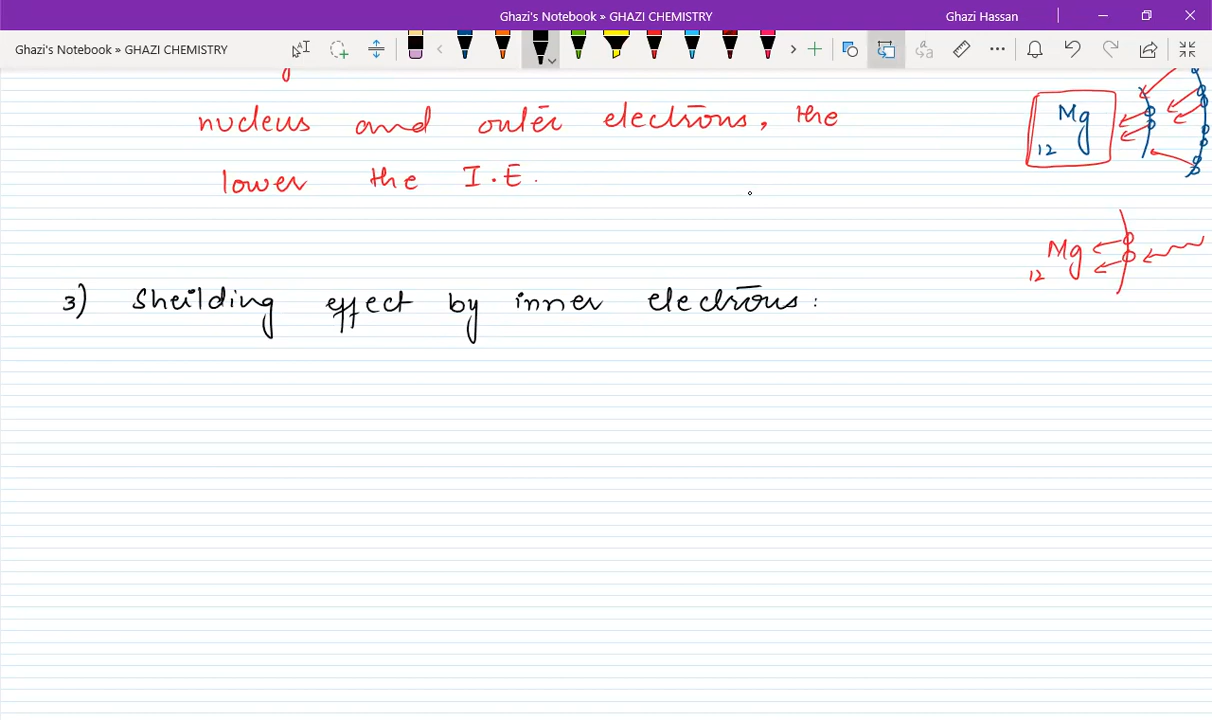 Ghazi's Notebook » GHAZI CHEMISTRY
Ghazi Hassan
Ghazi's Notebook » GHAZI CHEMISTRY
nucleus and outer electrons, the
lower the I.E.
Mg
12
Mg
12
3) Sheilding effect by inner electrons: